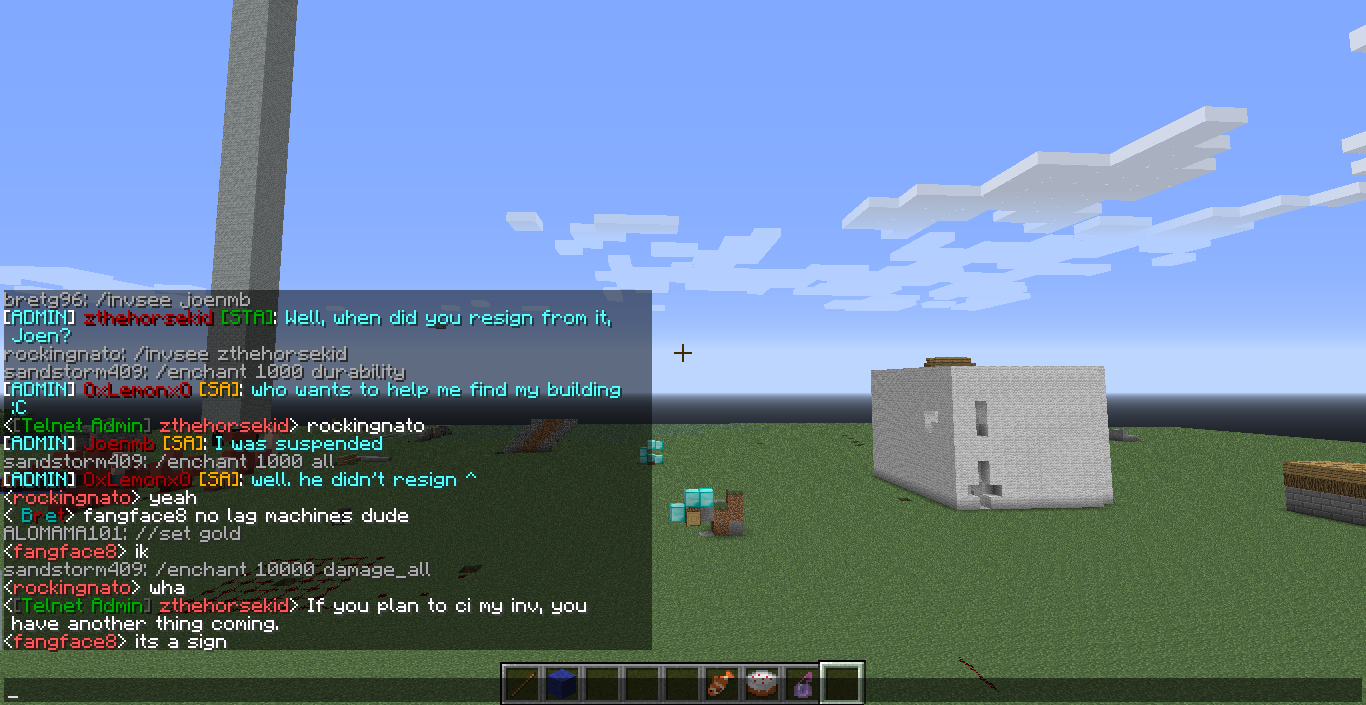 bretg96: /invsee joenmb
[ADMIN] zthehorsekid [STA]: Well, when did you resign from it,
Joen?
rockingnato: /invsee zthehorsekid
sandstorm409: /enchant 1000 durability
[ADMIN] 0xLemonx0 [SA]: who wants to help me find my building
:C
<[Telnet Admin] zthehorsekid> rockingnato
[ADMIN] Joenmb [SA]: I was suspended
sandstorm409: /enchant 1000 all
[ADMIN] 0xLemonx0 [SA]: well. he didn't resign ^
<rockingnato> yeah
< Bret> fangface8 no lag machines dude
ALOMAMA101: //set gold
<fangface8> ik
sandstorm409: /enchant 10000 damage_all
<rockingnato> wha
<[Telnet Admin] zthehorsekid> If you plan to ci my inv, you
have another thing coming.
<fangface8> its a sign
_